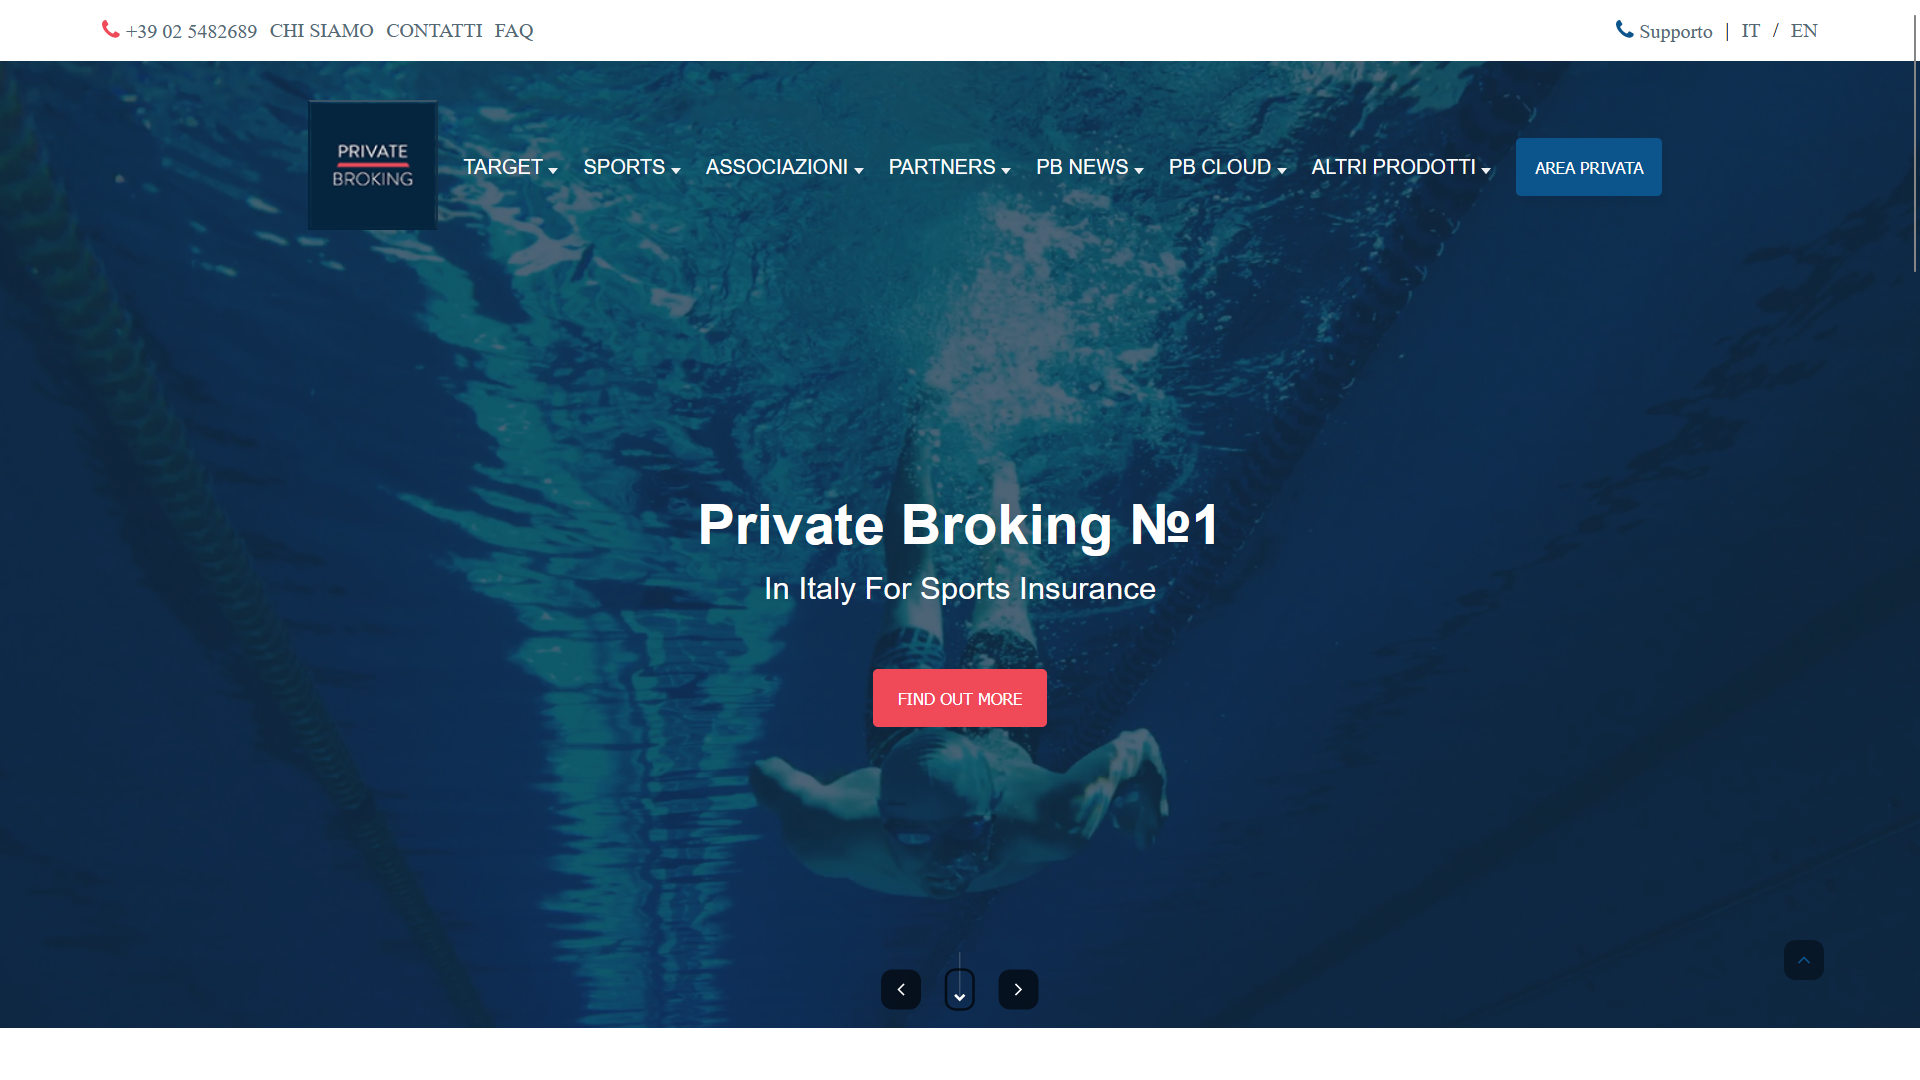 +39 02 5482689 CHI SIAMO CONTATTI FAQ
Supporto | IT / EN
PRIVATE
BROKING
TARGET SPORTS ASSOCIAZIONI PARTNERS PB NEWS PB CLOUD ALTRI PRODOTTI AREA PRIVATA
Private Broking №1
In Italy For Sports Insurance
FIND OUT MORE